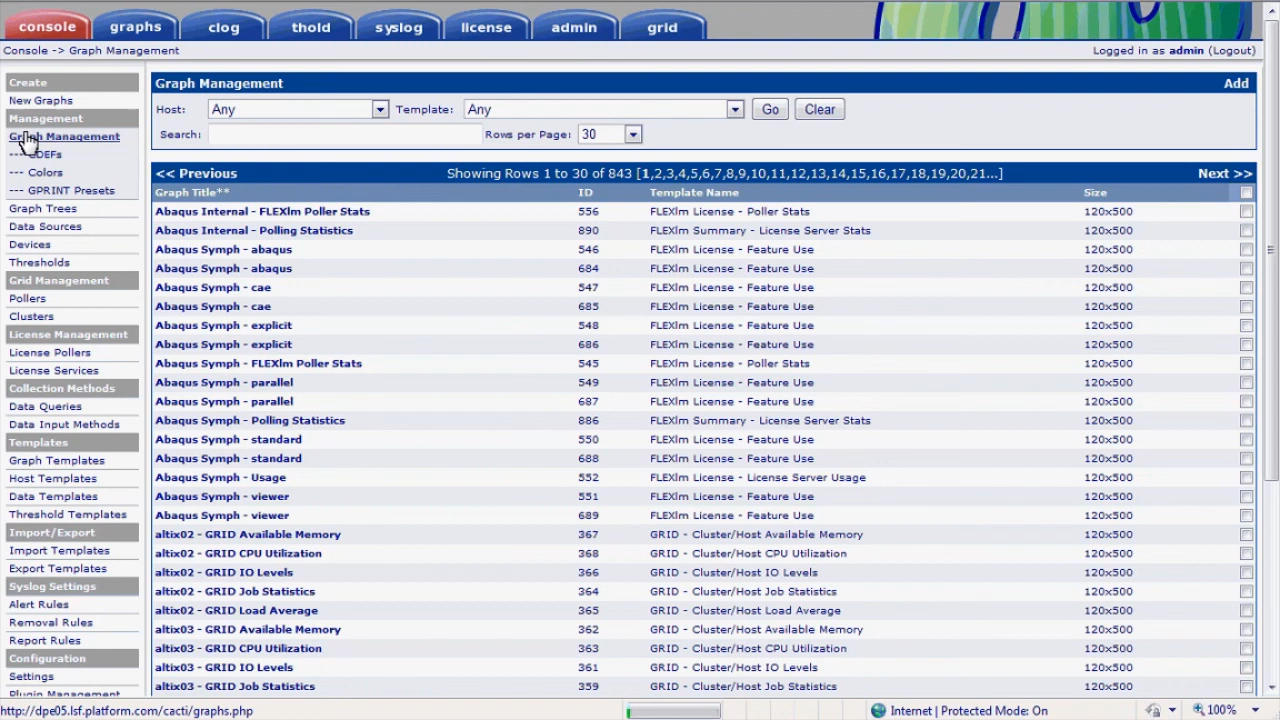 console graphs clog thold syslog license admin grid
Console -> Graph Management Logged in as admin (Logout)
Create
New Graphs
Management
Graph Management
--- CDEFs
--- Colors
--- GPRINT Presets
Graph Trees
Data Sources
Devices
Thresholds
Grid Management
Pollers
Clusters
License Management
License Pollers
License Services
Collection Methods
Data Queries
Data Input Methods
Templates
Graph Templates
Host Templates
Data Templates
Threshold Templates
Import/Export
Import Templates
Export Templates
Syslog Settings
Alert Rules
Removal Rules
Report Rules
Configuration
Settings
Plugin Management
Graph Management Add
Host: Any Template: Any Go Clear
Search: Rows per Page: 30
<< Previous Showing Rows 1 to 30 of 843 [1,2,3,4,5,6,7,8,9,10,11,12,13,14,15,16,17,18,19,20,21...] Next >>
Graph Title** ID Template Name Size
Abaqus Internal - FLEXlm Poller Stats 556 FLEXlm License - Poller Stats 120x500
Abaqus Internal - Polling Statistics 890 FLEXlm Summary - License Server Stats 120x500
Abaqus Symph - abaqus 546 FLEXlm License - Feature Use 120x500
Abaqus Symph - abaqus 684 FLEXlm License - Feature Use 120x500
Abaqus Symph - cae 547 FLEXlm License - Feature Use 120x500
Abaqus Symph - cae 685 FLEXlm License - Feature Use 120x500
Abaqus Symph - explicit 548 FLEXlm License - Feature Use 120x500
Abaqus Symph - explicit 686 FLEXlm License - Feature Use 120x500
Abaqus Symph - FLEXlm Poller Stats 545 FLEXlm License - Poller Stats 120x500
Abaqus Symph - parallel 549 FLEXlm License - Feature Use 120x500
Abaqus Symph - parallel 687 FLEXlm License - Feature Use 120x500
Abaqus Symph - Polling Statistics 886 FLEXlm Summary - License Server Stats 120x500
Abaqus Symph - standard 550 FLEXlm License - Feature Use 120x500
Abaqus Symph - standard 688 FLEXlm License - Feature Use 120x500
Abaqus Symph - Usage 552 FLEXlm License - License Server Usage 120x500
Abaqus Symph - viewer 551 FLEXlm License - Feature Use 120x500
Abaqus Symph - viewer 689 FLEXlm License - Feature Use 120x500
altix02 - GRID Available Memory 367 GRID - Cluster/Host Available Memory 120x500
altix02 - GRID CPU Utilization 368 GRID - Cluster/Host CPU Utilization 120x500
altix02 - GRID IO Levels 366 GRID - Cluster/Host IO Levels 120x500
altix02 - GRID Job Statistics 364 GRID - Cluster/Host Job Statistics 120x500
altix02 - GRID Load Average 365 GRID - Cluster/Host Load Average 120x500
altix03 - GRID Available Memory 362 GRID - Cluster/Host Available Memory 120x500
altix03 - GRID CPU Utilization 363 GRID - Cluster/Host CPU Utilization 120x500
altix03 - GRID IO Levels 361 GRID - Cluster/Host IO Levels 120x500
altix03 - GRID Job Statistics 359 GRID - Cluster/Host Job Statistics 120x500
http://dpe05.lsf.platform.com/cacti/graphs.php Internet | Protected Mode: On 100%